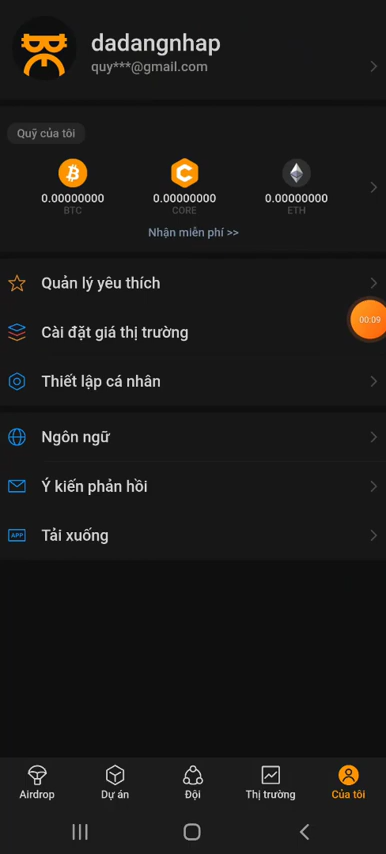 dadangnhap
quy***@gmail.com
Quỹ của tôi
0.00000000 0.00000000 0.00000000
BTC CORE ETH
Nhận miễn phí >>
Quản lý yêu thích
00:09
Cài đặt giá thị trường
Thiết lập cá nhân
Ngôn ngữ
Ý kiến phản hồi
APP Tải xuống
Airdrop Dự án Đội Thị trường Của tôi